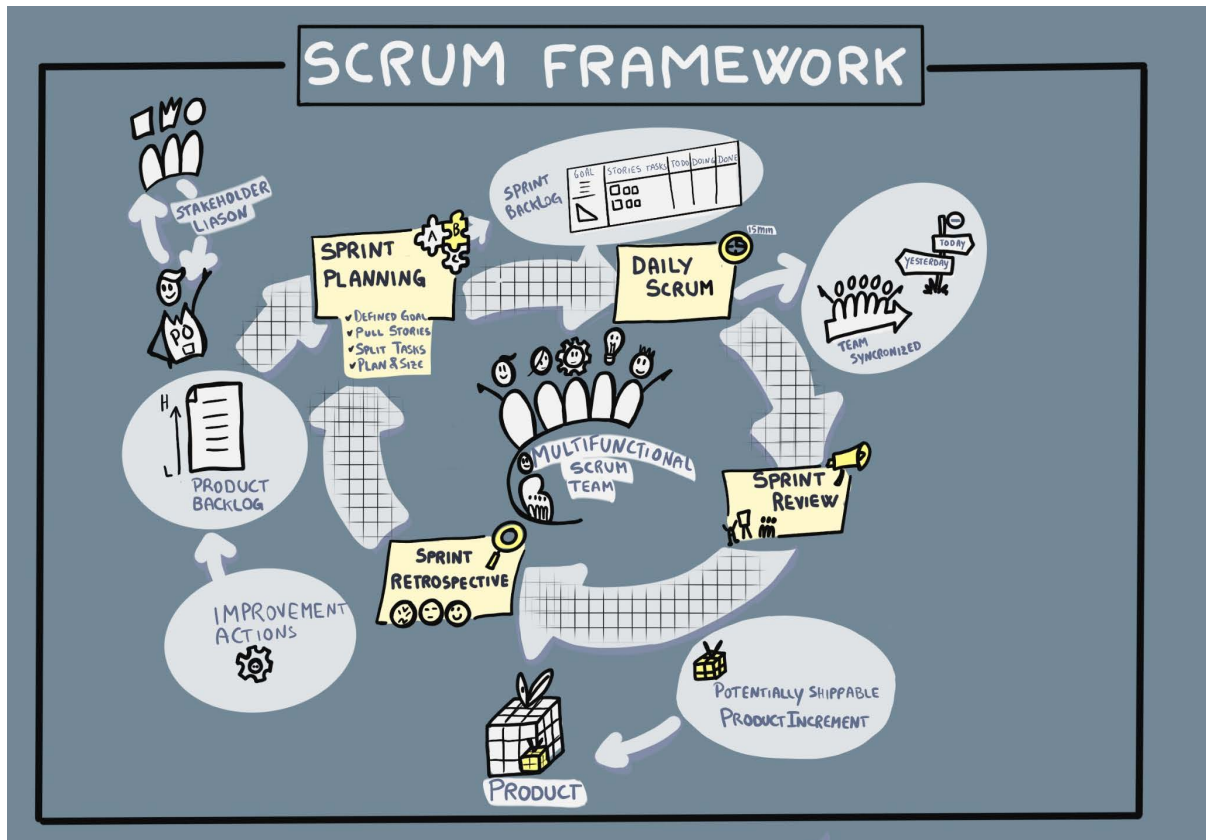 SCRUM FRAMEWORK
STAKEHOLDER
LIASON
PO
H
L
PRODUCT
BACKLOG
IMPROVEMENT
ACTIONS
SPRINT
PLANNING
A
B
C
✓DEFINED GOAL
✓PULL STORIES
✓SPLIT TASKS
✓PLAN & SIZE
SPRINT
BACKLOG
GOAL
STORIES TASKS TODO DOING DONE
DAILY
SCRUM
15min
TODAY
YESTERDAY
TEAM
SYNCRONIZED
MULTIFUNCTIONAL
SCRUM
TEAM
SPRINT
REVIEW
SPRINT
RETROSPECTIVE
POTENTIALLY SHIPPABLE
PRODUCT INCREMENT
PRODUCT